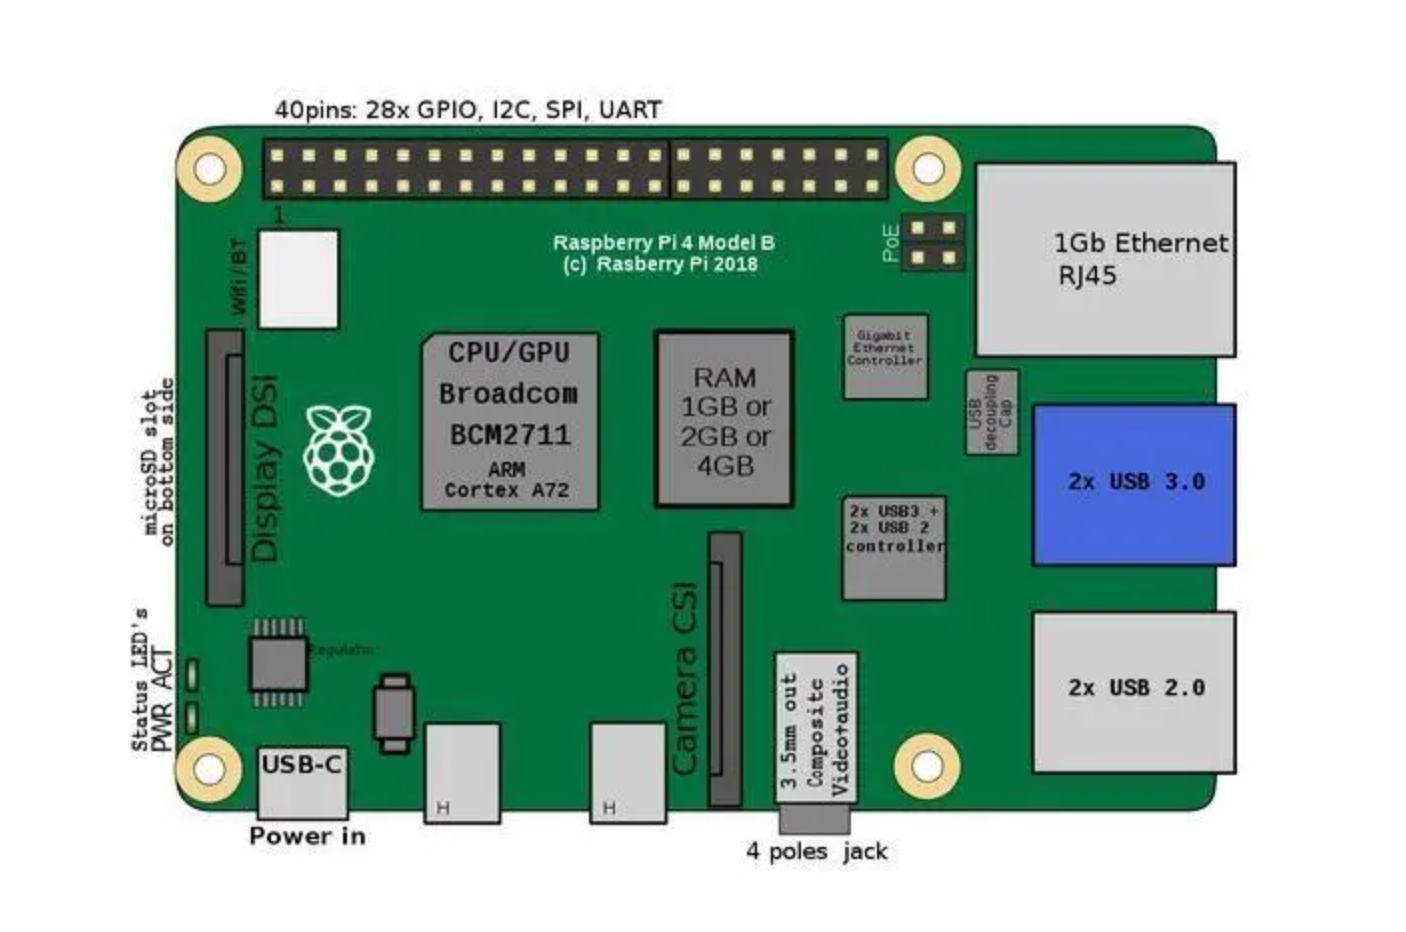 40pins: 28x GPIO, I2C, SPI, UART
1
Wifi/BT
Raspberry Pi 4 Model B
(c) Rasberry Pi 2018
PoE
1Gb Ethernet
RJ45
CPU/GPU
Broadcom
BCM2711
ARM
Cortex A72
RAM
1GB or
2GB or
4GB
Gigabit
Ethernet
Controller
USB
decoupling
Cap
Display DSI
microSD slot
on bottom side
2x USB 3.0
2x USB3 +
2x USB 2
controller
Status LED's
PWR ACT
Camera CSI
3.5mm out
Composite
Video+audio
2x USB 2.0
USB-C
Power in
H
H
4 poles jack